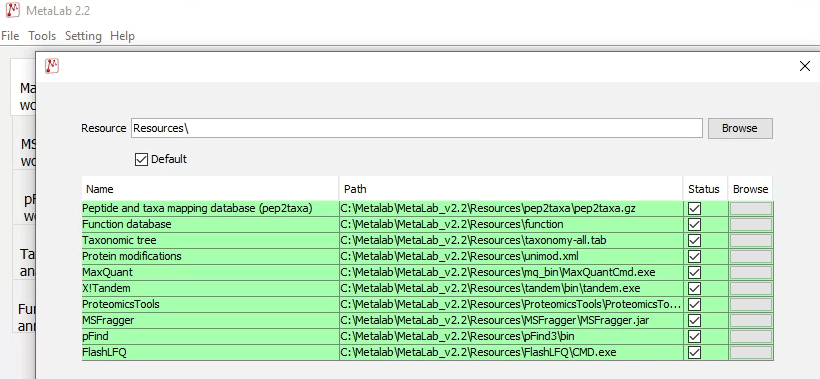 MetaLab 2.2
File Tools Setting Help
Ma
wo
MS
wo
pF
wo
Ta
ana
Fun
ann
Resource Resources\ Browse
Default
Name Path Status Browse
Peptide and taxa mapping database (pep2taxa) C:\Metalab\MetaLab_v2.2\Resources\pep2taxa\pep2taxa.gz
Function database C:\Metalab\MetaLab_v2.2\Resources\function
Taxonomic tree C:\Metalab\MetaLab_v2.2\Resources\taxonomy-all.tab
Protein modifications C:\Metalab\MetaLab_v2.2\Resources\unimod.xml
MaxQuant C:\Metalab\MetaLab_v2.2\Resources\mq_bin\MaxQuantCmd.exe
X!Tandem C:\Metalab\MetaLab_v2.2\Resources\tandem\bin\tandem.exe
ProteomicsTools C:\Metalab\MetaLab_v2.2\Resources\ProteomicsTools\ProteomicsTo...
MSFragger C:\Metalab\MetaLab_v2.2\Resources\MSFragger\MSFragger.jar
pFind C:\Metalab\MetaLab_v2.2\Resources\pFind3\bin
FlashLFQ C:\Metalab\MetaLab_v2.2\Resources\FlashLFQ\CMD.exe